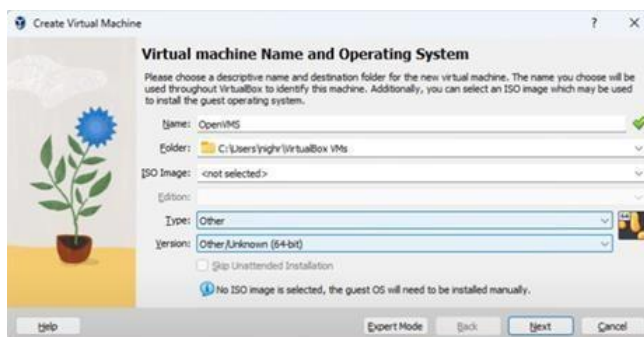 Create Virtual Machine
?
Virtual machine Name and Operating System
Please choose a descriptive name and destination folder for the new virtual machine. The name you choose will be
used throughout VirtualBox to identify this machine. Additionally, you can select an ISO image which may be used
to install the guest operating system.
Name: OpenVMS
Folder: C:\Users\nighr\VirtualBox VMs
ISO Image: <not selected>
Edition:
Type: Other
64
Version: Other/Unknown (64-bit)
Skip Unattended Installation
No ISO image is selected, the guest OS will need to be installed manually.
Help Expert Mode Back Next Cancel